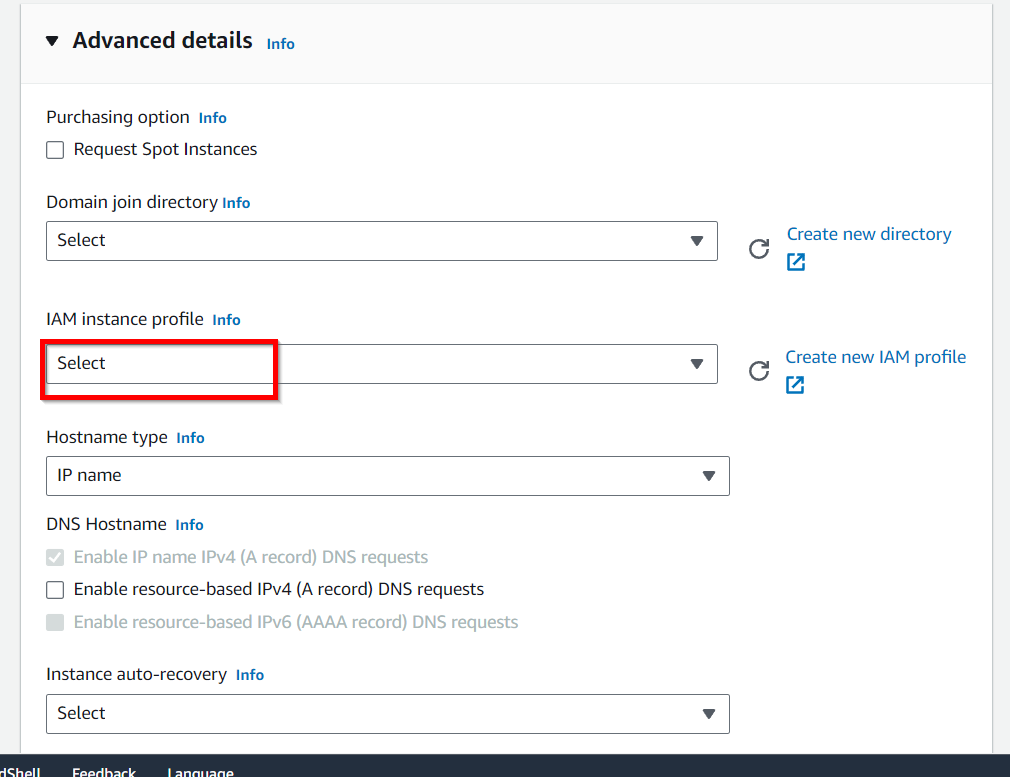 Advanced details Info
Purchasing option Info
Request Spot Instances
Domain join directory Info
Select
Create new directory
IAM instance profile Info
Select
Create new IAM profile
Hostname type Info
IP name
DNS Hostname Info
Enable IP name IPv4 (A record) DNS requests
Enable resource-based IPv4 (A record) DNS requests
Enable resource-based IPv6 (AAAA record) DNS requests
Instance auto-recovery Info
Select
dShell Feedback Language